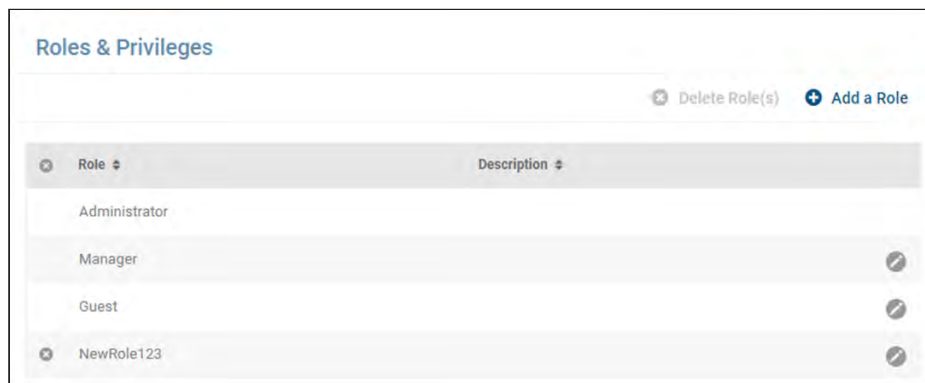 Roles & Privileges
Delete Role(s) Add a Role
Role Description
Administrator
Manager
Guest
NewRole123